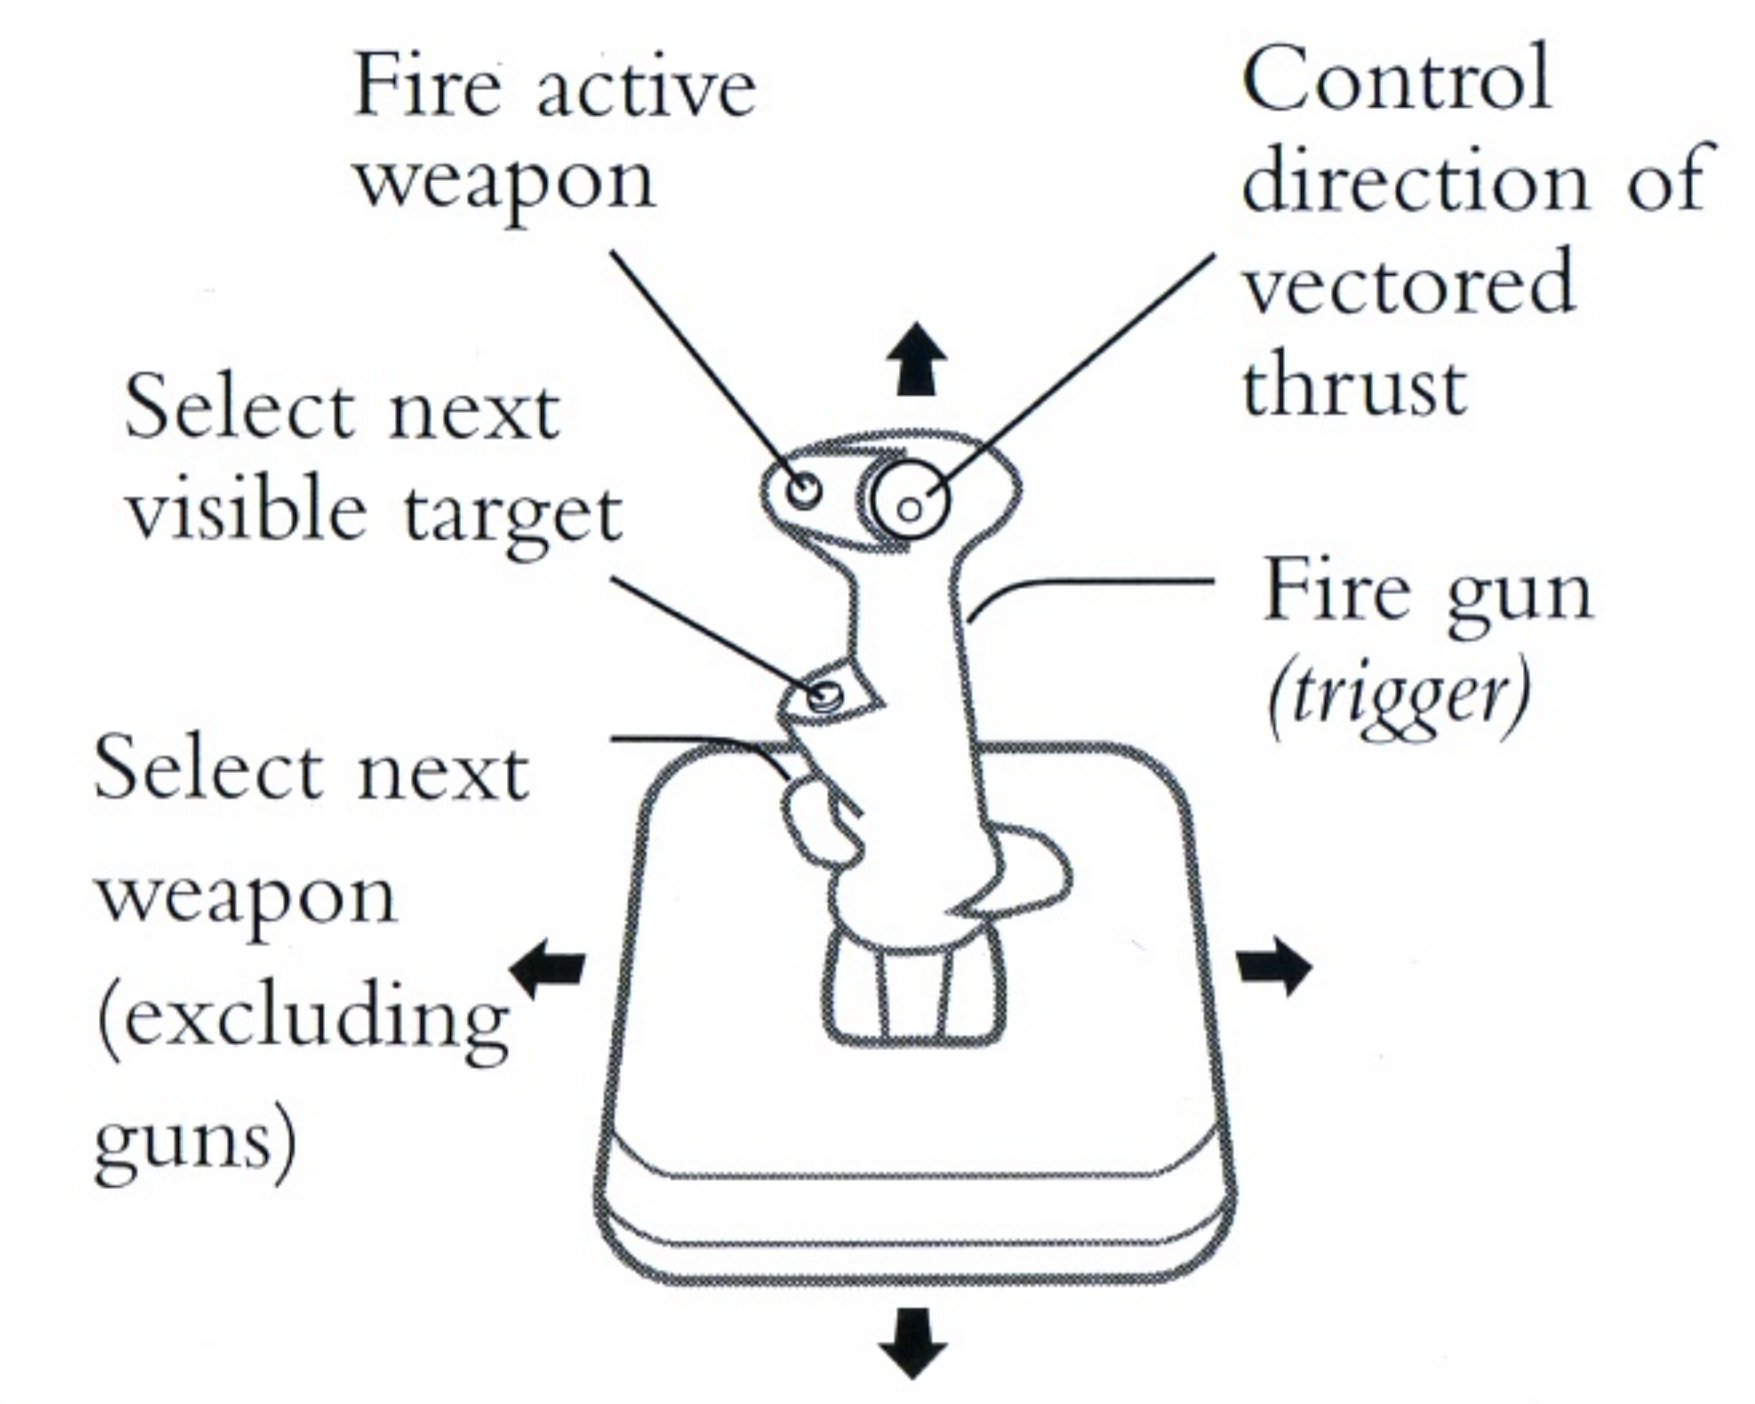 Fire active
weapon
Control
direction of
vectored
thrust
Select next
visible target
Fire gun
(trigger)
Select next
weapon
(excluding
guns)